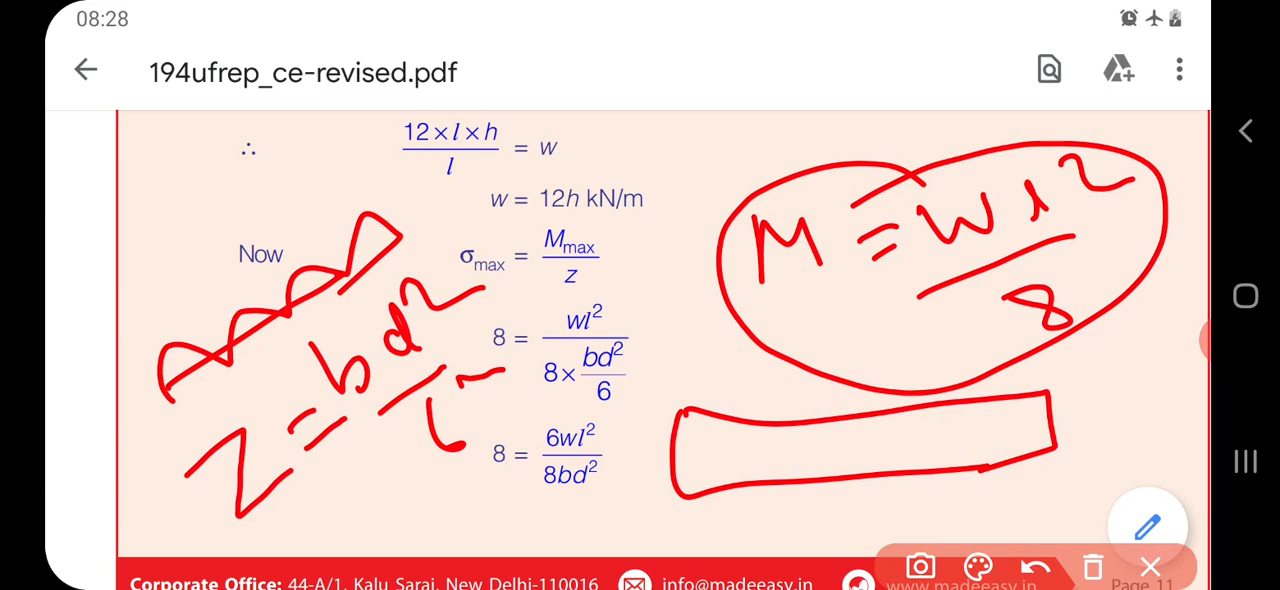 08:28
194ufrep_ce-revised.pdf
∴ (12 × l × h)/l = w
w = 12h kN/m
Now σmax = Mmax/z
8 = wl²/(8 × bd²/6)
8 = 6wl²/8bd²
M = wl²/8
Z = bd²/6
Corporate Office: 44-A/1, Kalu Sarai, New Delhi-110016 info@madeeasy.in www.madeeasy.in Page 11